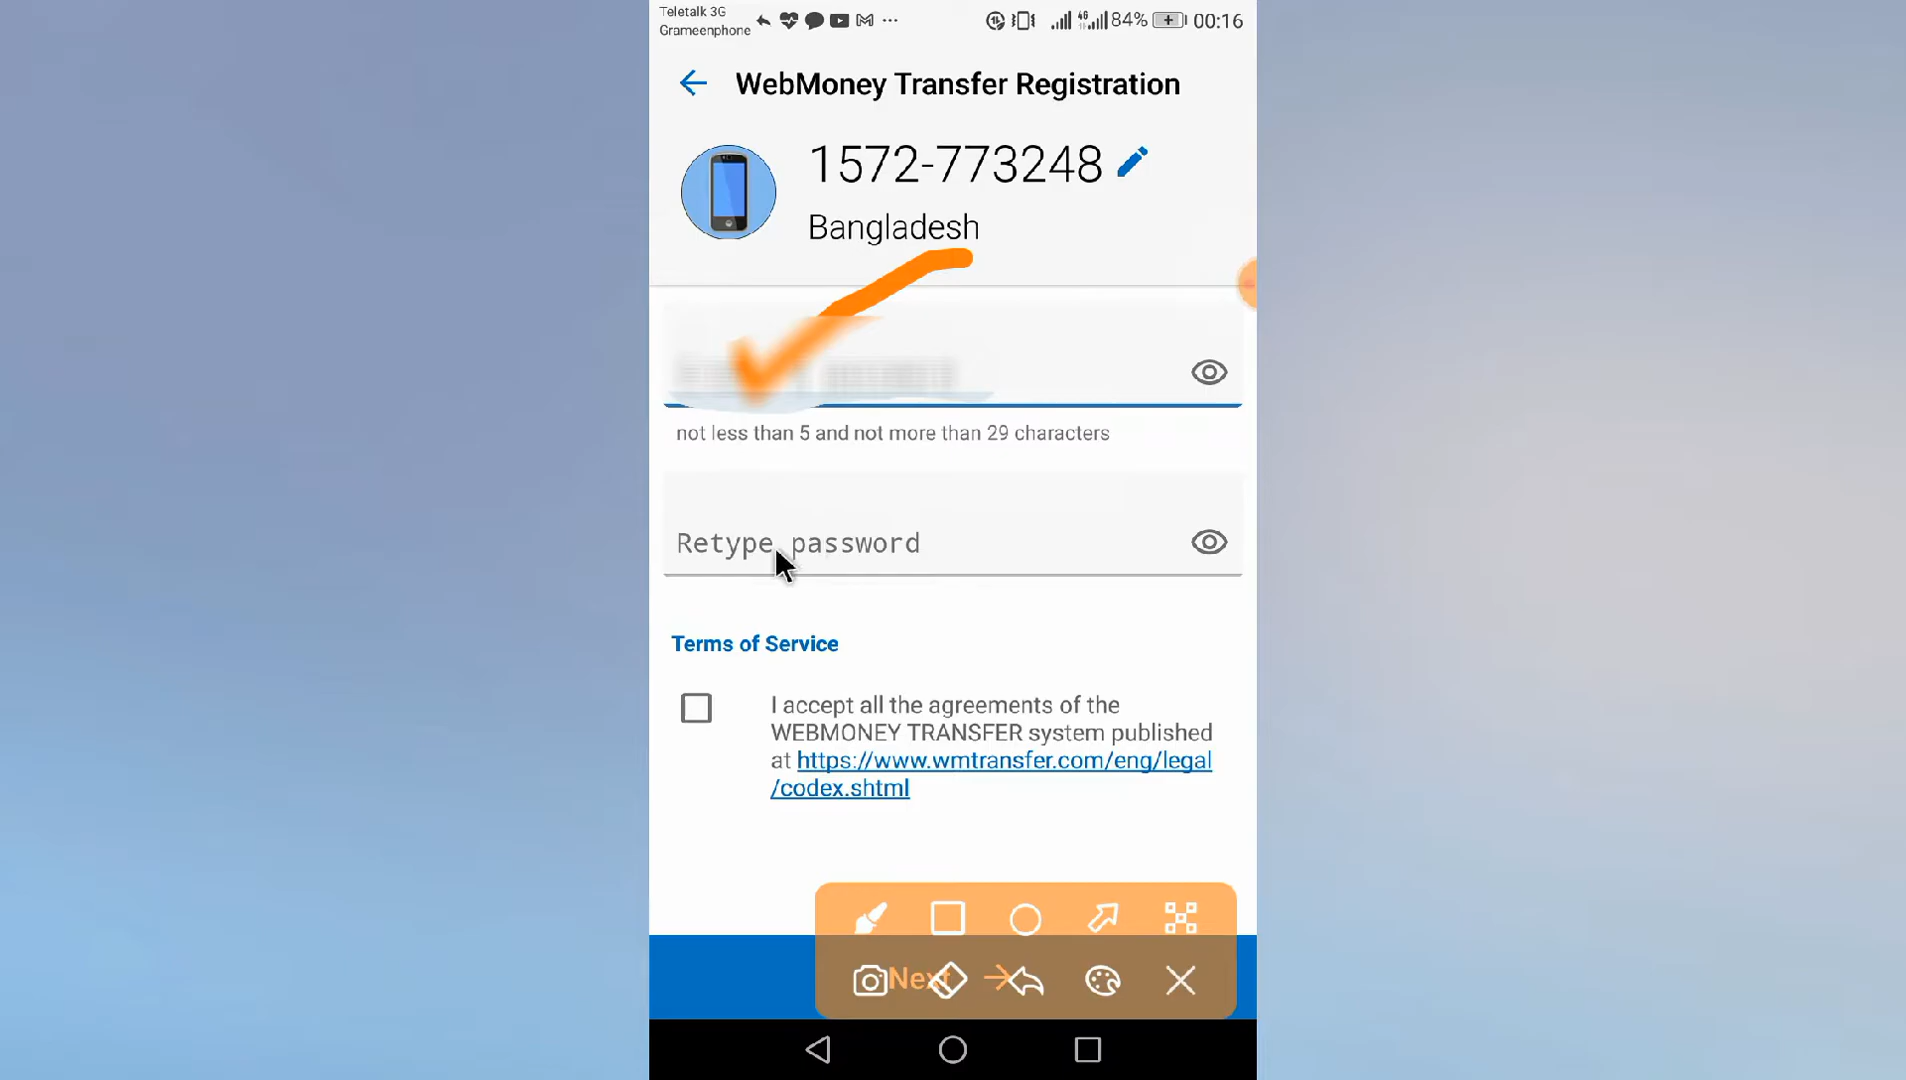 Teletalk 3G
Grameenphone
84%
00:16
WebMoney Transfer Registration
1572-773248
Bangladesh
not less than 5 and not more than 29 characters
Retype password
Terms of Service
I accept all the agreements of the
WEBMONEY TRANSFER system published
at https://www.wmtransfer.com/eng/legal
/codex.shtml
Next